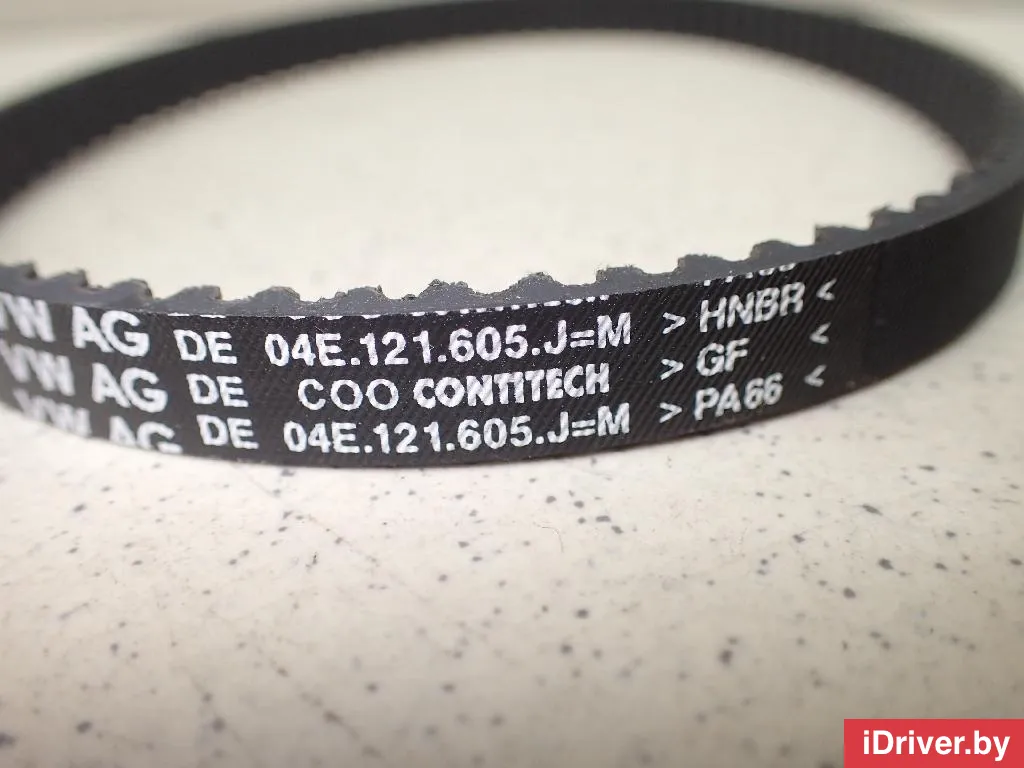 VW AG DE 04E.121.605.J=M > HNBR <
VW AG DE COO CONTITECH > GF <
VW AG DE 04E.121.605.J=M > PA66 <
iDriver.by